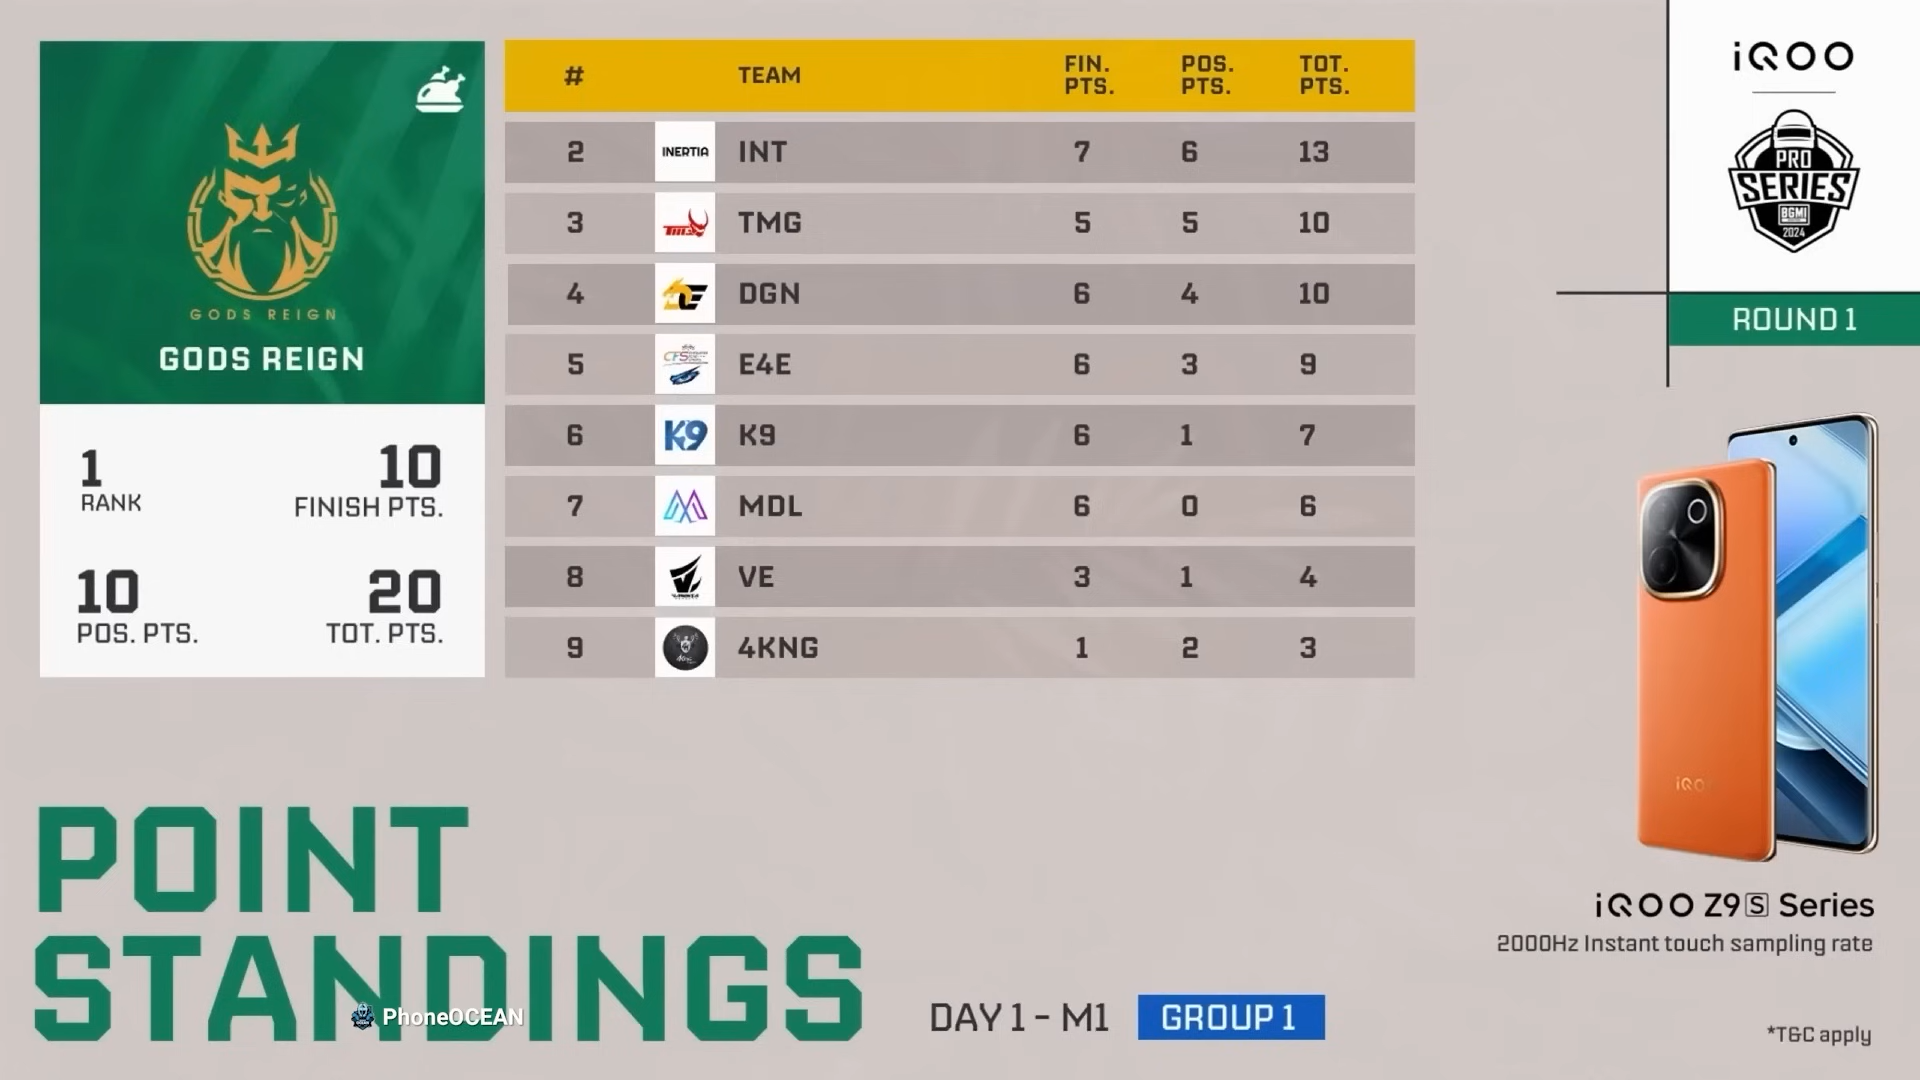 GODS REIGN
GODS REIGN
1
RANK
10
FINISH PTS.
10
POS. PTS.
20
TOT. PTS.
# TEAM FIN. PTS. POS. PTS. TOT. PTS.
2 INERTIA INT 7 6 13
3 TMG 5 5 10
4 DGN 6 4 10
5 CFS E4E 6 3 9
6 K9 K9 6 1 7
7 MDL 6 0 6
8 VE 3 1 4
9 4KNG 1 2 3
iQOO
PRO
SERIES
BGMI
2024
ROUND 1
iQOO
iQOO Z9S Series
2000Hz Instant touch sampling rate
*T&C apply
POINT
STANDINGS
PhoneOCEAN
DAY 1 - M1 GROUP 1